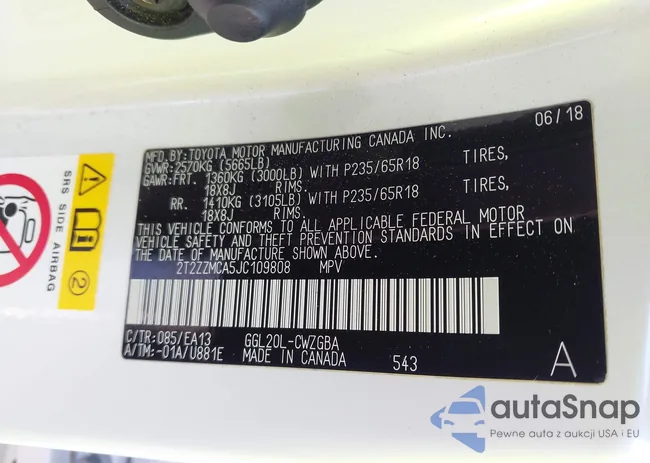 06/18
MFD. BY: TOYOTA MOTOR MANUFACTURING CANADA INC.
GVWR: 2570KG (5665LB)
GAWR: FRT. 1360KG (3000LB) WITH P235/65R18 TIRES,
18X8J RIMS.
RR. 1410KG (3105LB) WITH P235/65R18 TIRES,
18X8J RIMS.
THIS VEHICLE CONFORMS TO ALL APPLICABLE FEDERAL MOTOR
VEHICLE SAFETY AND THEFT PREVENTION STANDARDS IN EFFECT ON
THE DATE OF MANUFACTURE SHOWN ABOVE.
2T2ZZMCA5JC109808 MPV
C/TR: 085/EA13 GGL20L-CWZGBA
A/TM: -01A/U881E MADE IN CANADA 543 A
SRS SIDE AIRBAG
2
autaSnap
Pewne auta z aukcji USA i EU